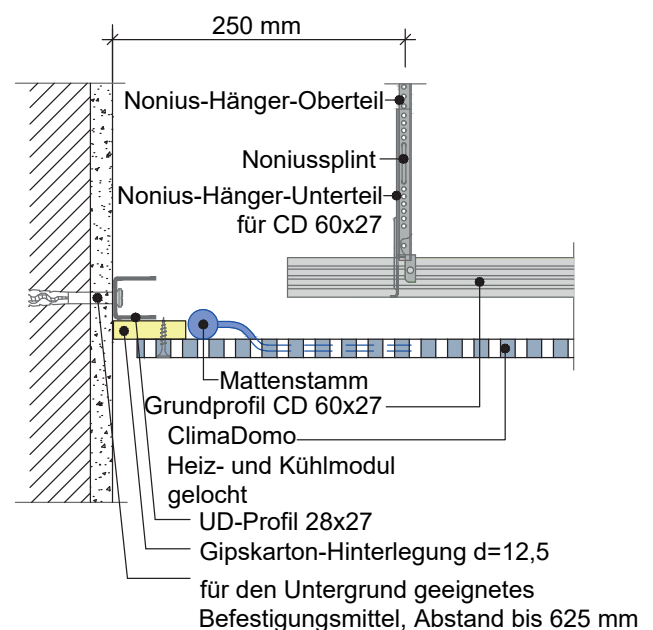 250 mm
Nonius-Hänger-Oberteil
Noniussplint
Nonius-Hänger-Unterteil
für CD 60x27
Mattenstamm
Grundprofil CD 60x27
ClimaDomo
Heiz- und Kühlmodul
gelocht
UD-Profil 28x27
Gipskarton-Hinterlegung d=12,5
für den Untergrund geeignetes
Befestigungsmittel, Abstand bis 625 mm